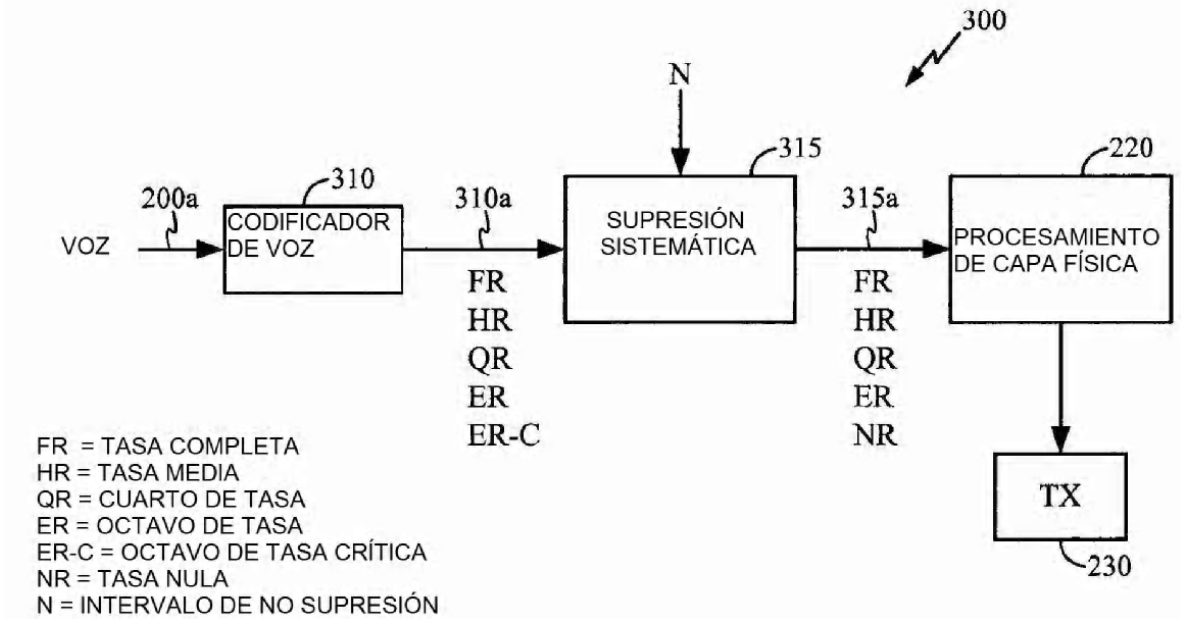 300
N
315
220
310
200a
310a
315a
VOZ
CODIFICADOR
DE VOZ
SUPRESIÓN
SISTEMÁTICA
PROCESAMIENTO
DE CAPA FÍSICA
FR
HR
QR
ER
ER-C
FR
HR
QR
ER
NR
TX
230
FR = TASA COMPLETA
HR = TASA MEDIA
QR = CUARTO DE TASA
ER = OCTAVO DE TASA
ER-C = OCTAVO DE TASA CRÍTICA
NR = TASA NULA
N = INTERVALO DE NO SUPRESIÓN